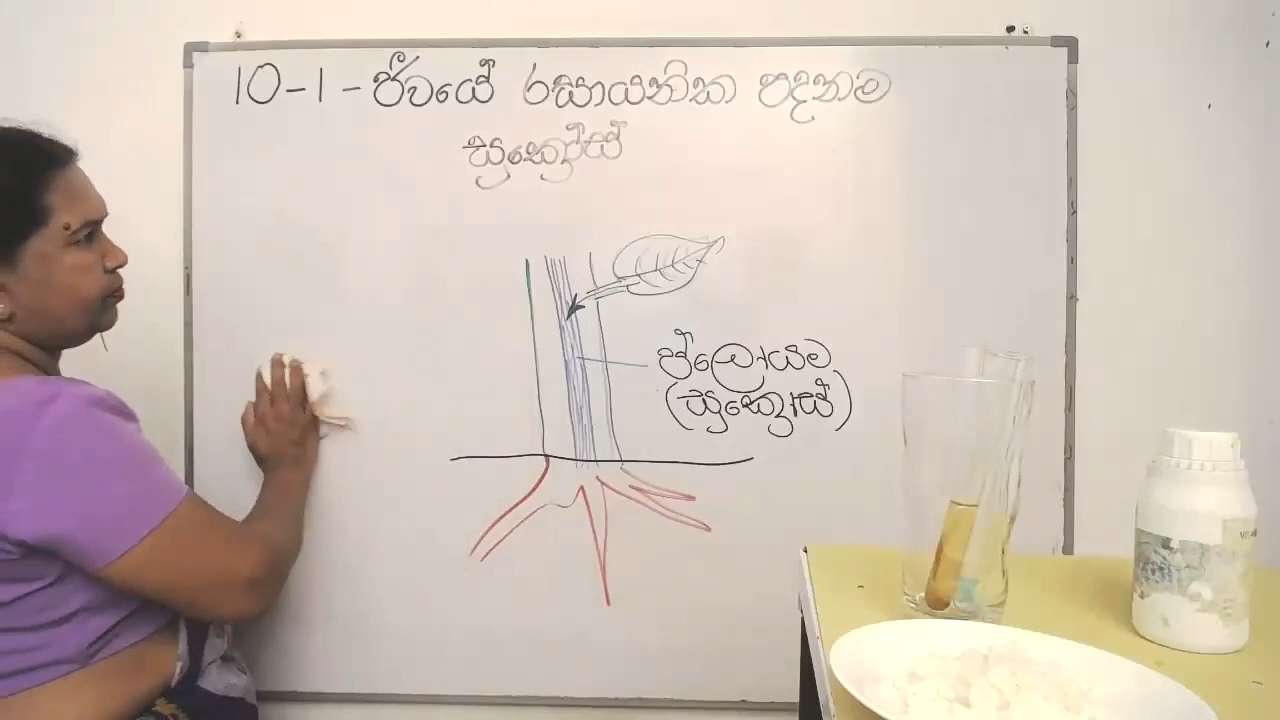 10-1 - ජීවයේ රසායනික පදනම
සුක්‍රෝස්
ප්ලොයම
(සුක්‍රොස්)